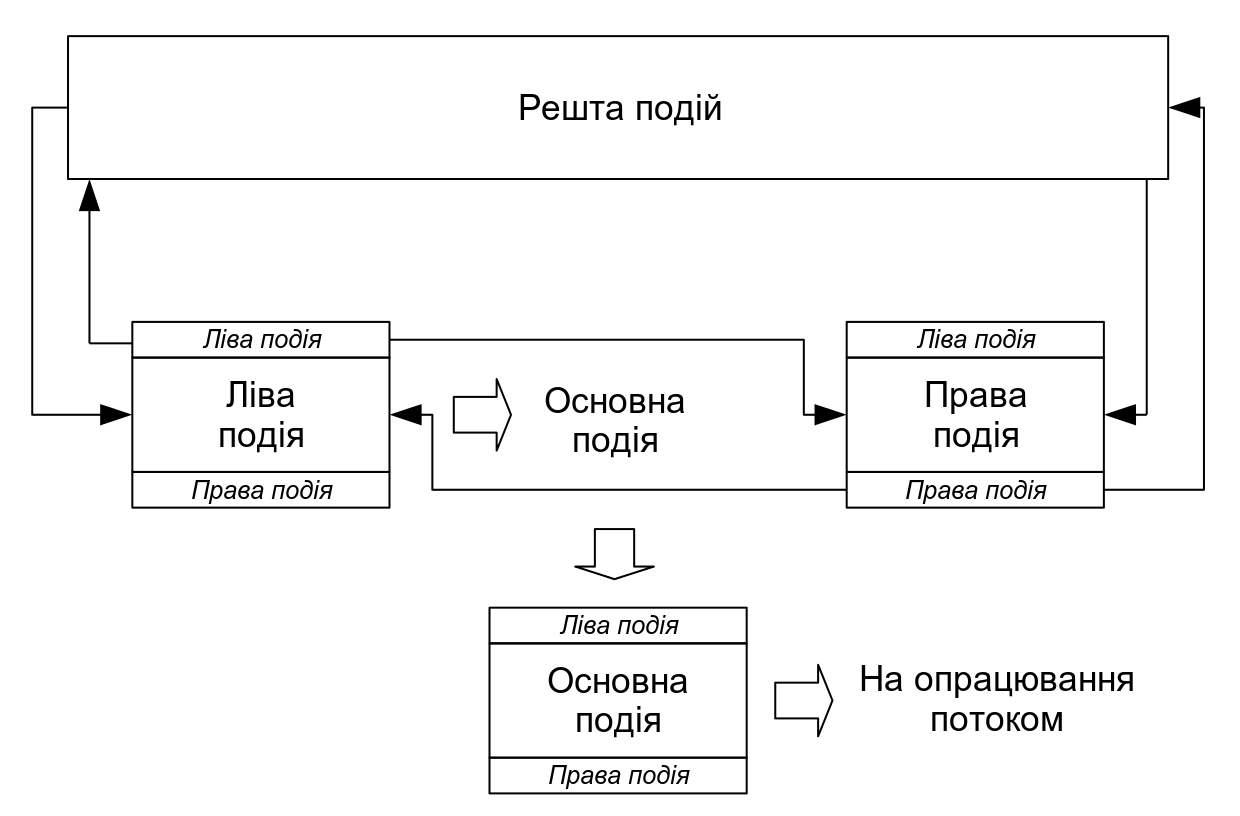 Решта подій
Ліва подія
Ліва
подія
Права подія
Основна
подія
Ліва подія
Права
подія
Права подія
Ліва подія
Основна
подія
Права подія
На опрацювання
потоком